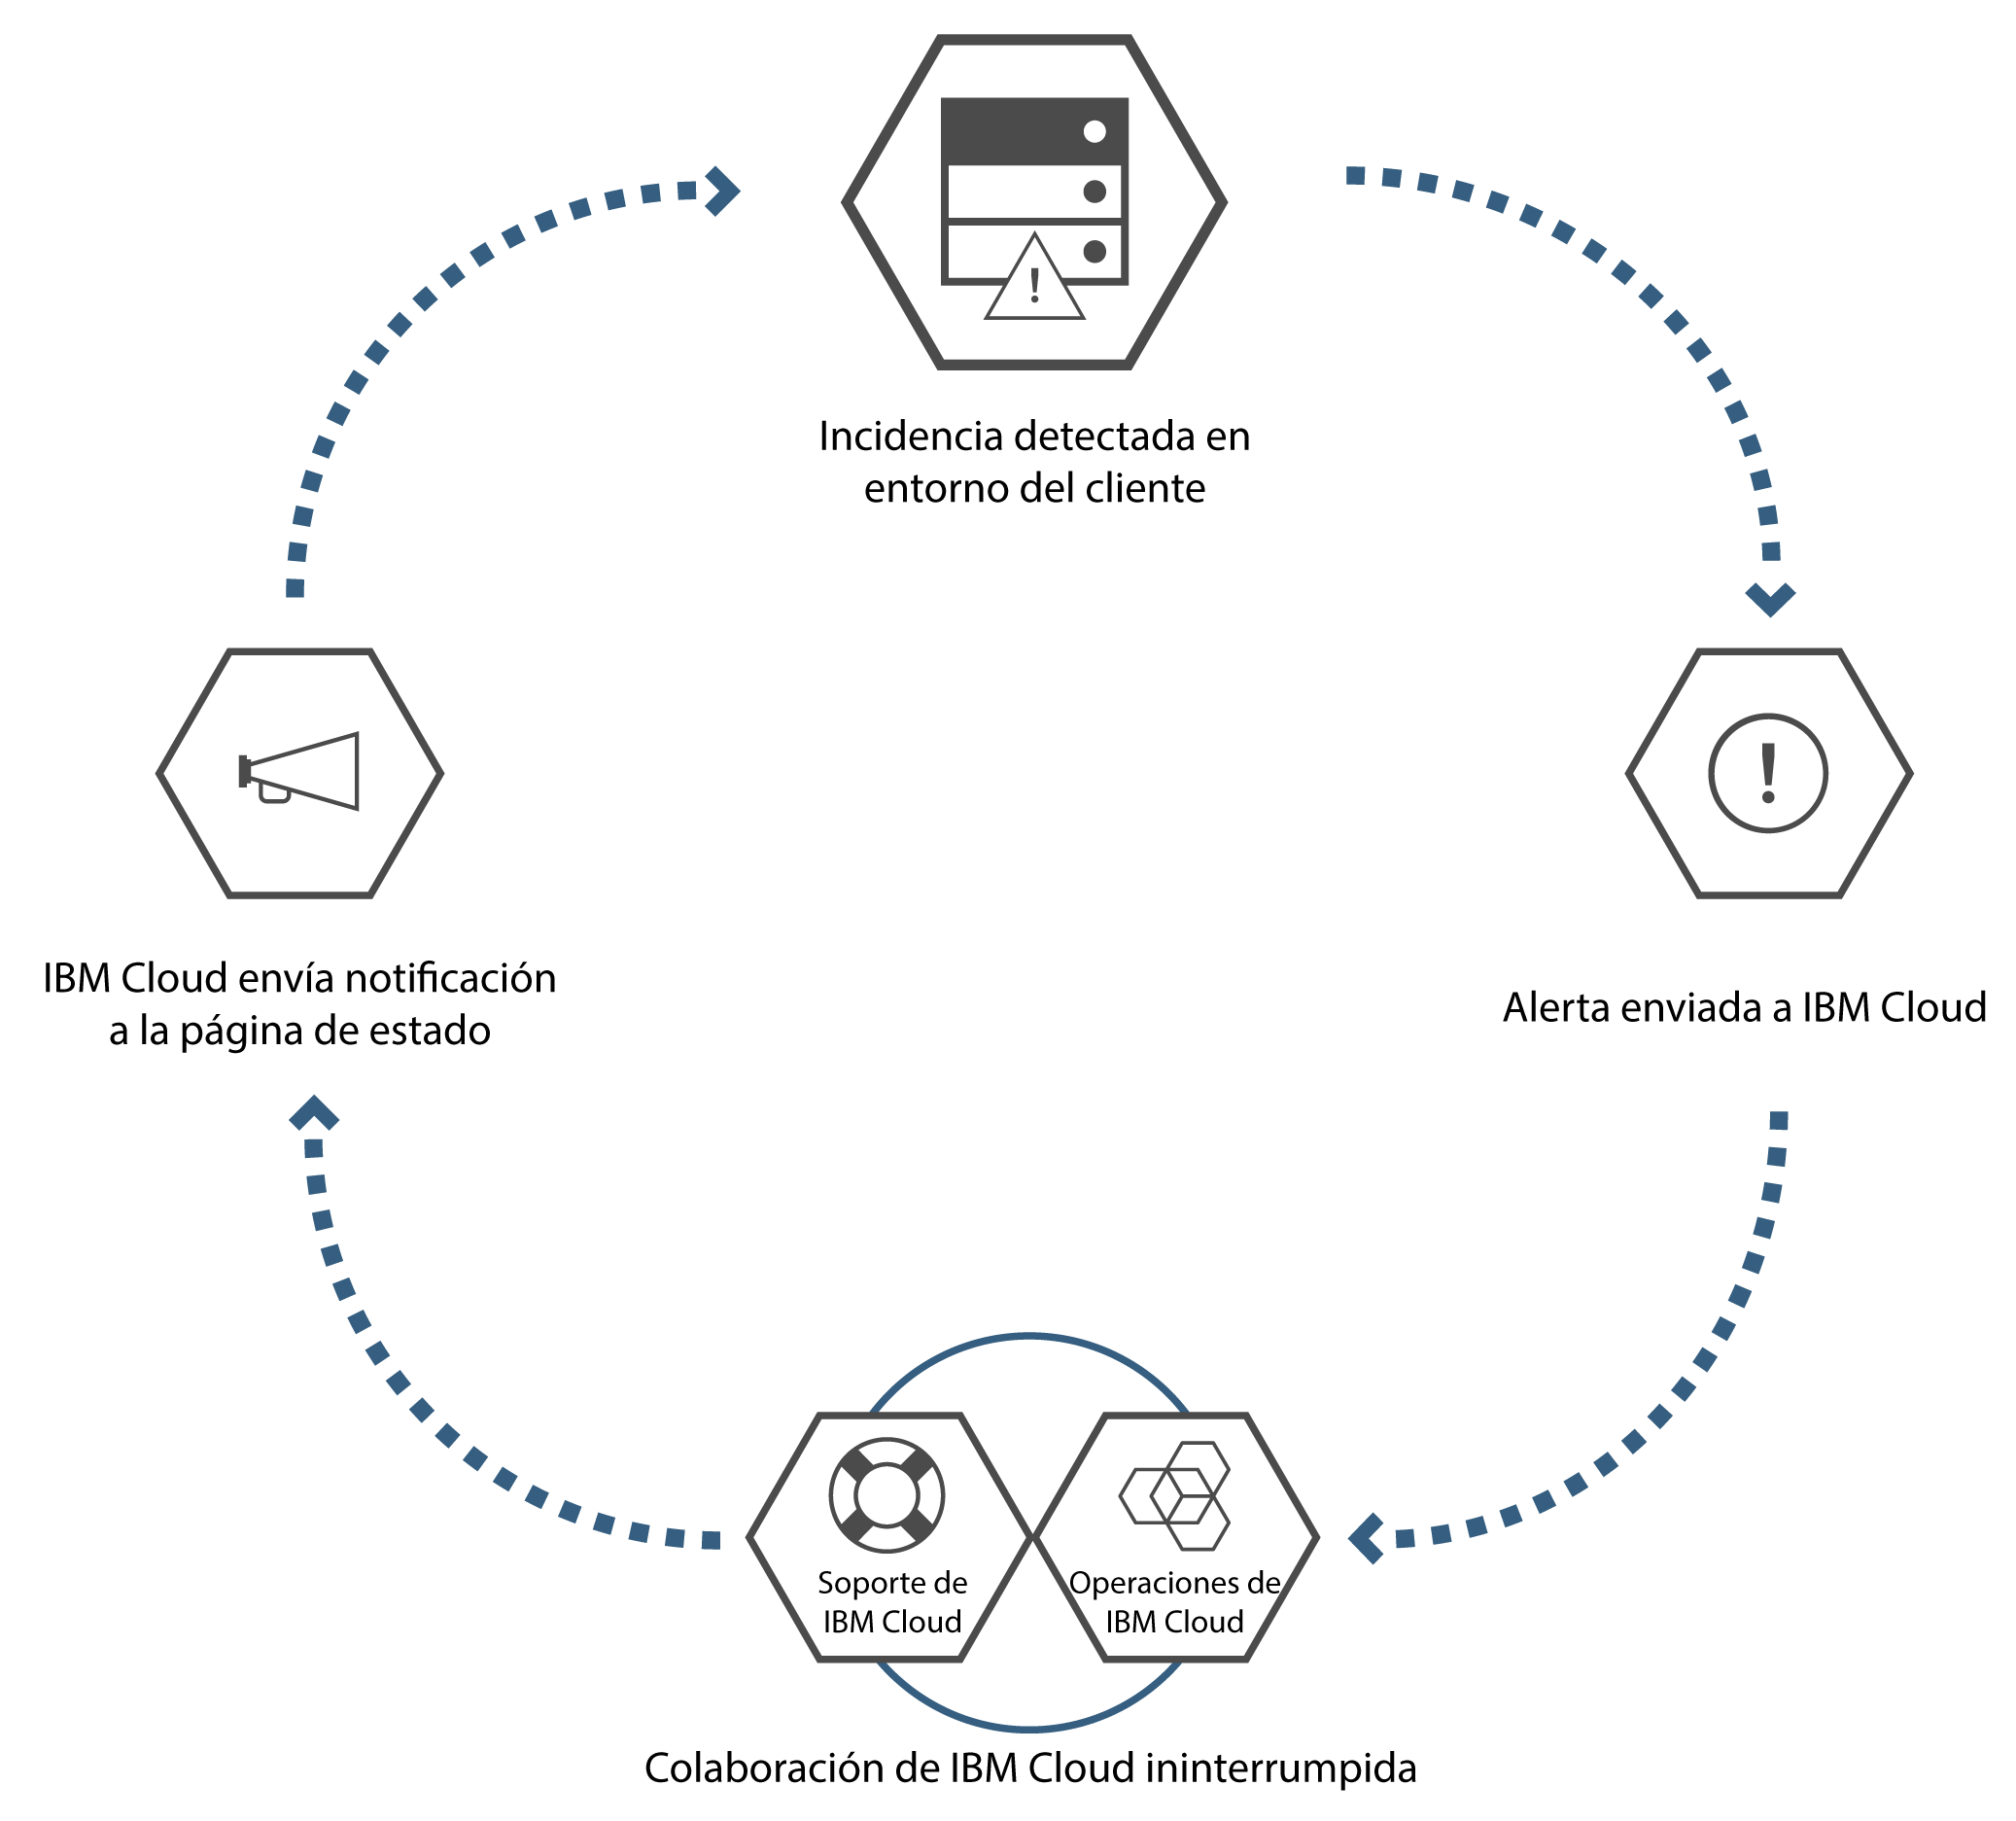 Incidencia detectada en
entorno del cliente
IBM Cloud envía notificación
a la página de estado
Alerta enviada a IBM Cloud
Soporte de
IBM Cloud
Operaciones de
IBM Cloud
Colaboración de IBM Cloud ininterrumpida